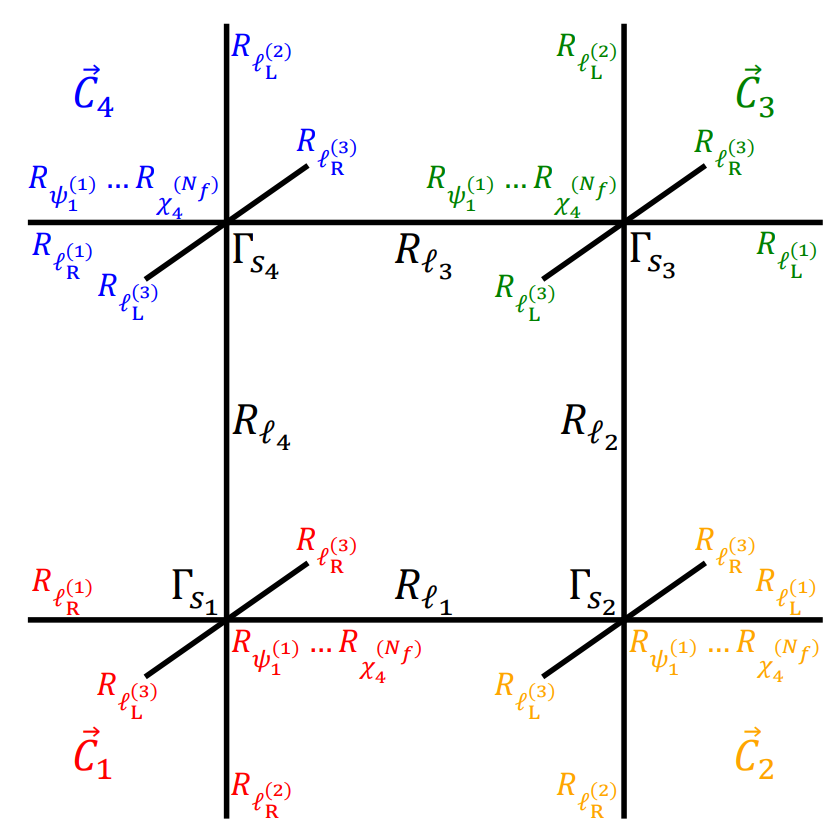 R_{ℓ_L^{(2)}} R_{ℓ_L^{(2)}}
\vec{C}_4 \vec{C}_3
R_{ℓ_R^{(3)}} R_{ℓ_R^{(3)}}
R_{ψ_1^{(1)}} ... R_{χ_4^{(N_f)}} R_{ψ_1^{(1)}} ... R_{χ_4^{(N_f)}}
R_{ℓ_R^{(1)}} Γ_{s_4} R_{ℓ_3} Γ_{s_3} R_{ℓ_L^{(1)}}
R_{ℓ_L^{(3)}} R_{ℓ_L^{(3)}}
R_{ℓ_4} R_{ℓ_2}
R_{ℓ_R^{(3)}} R_{ℓ_R^{(3)}}
R_{ℓ_R^{(1)}} Γ_{s_1} R_{ℓ_1} Γ_{s_2} R_{ℓ_L^{(1)}}
R_{ψ_1^{(1)}} ... R_{χ_4^{(N_f)}} R_{ψ_1^{(1)}} ... R_{χ_4^{(N_f)}}
R_{ℓ_L^{(3)}} R_{ℓ_L^{(3)}}
\vec{C}_1 \vec{C}_2
R_{ℓ_R^{(2)}} R_{ℓ_R^{(2)}}